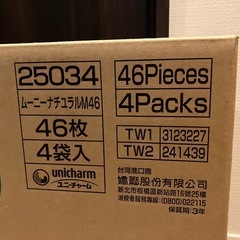 25034
ムーニーナチュラルM46
46枚
4袋入
unicharm
ユニ・チャーム
46Pieces
4Packs
TW1 3123227
TW2 241439
台灣進口商
嬌聯股份有限公司
新北市板橋區新站路16號25樓
消費者服務專線:(0800)022115
保質期:3年